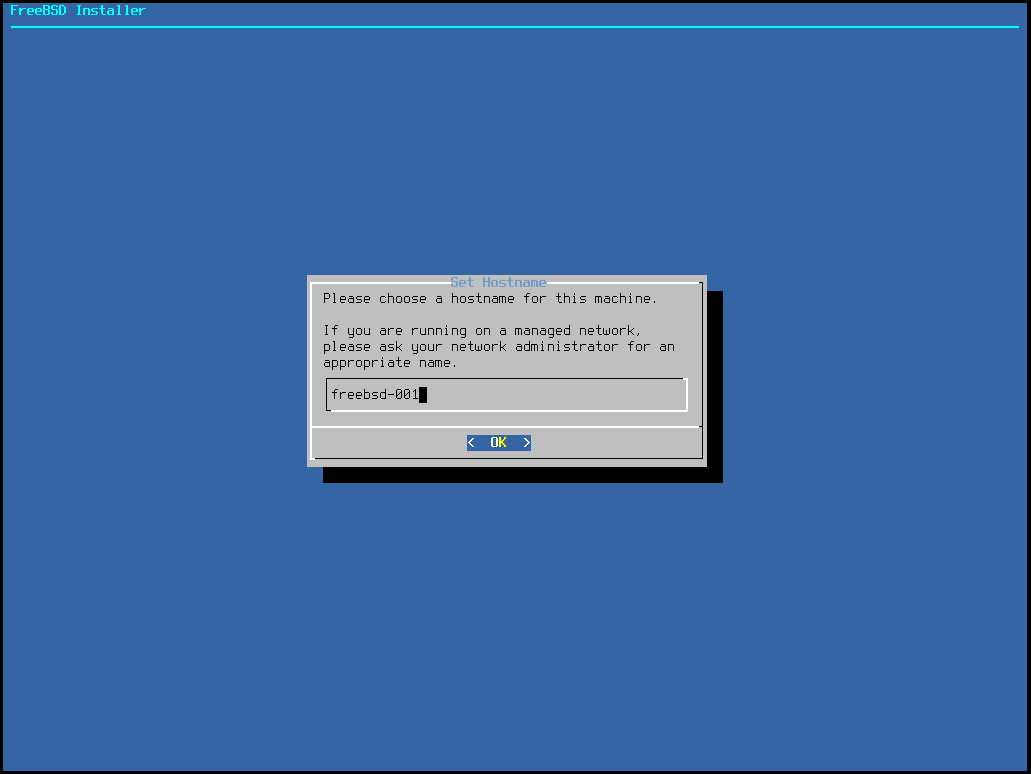 FreeBSD Installer
Set Hostname
Please choose a hostname for this machine.
If you are running on a managed network,
please ask your network administrator for an
appropriate name.
freebsd-001
< OK >